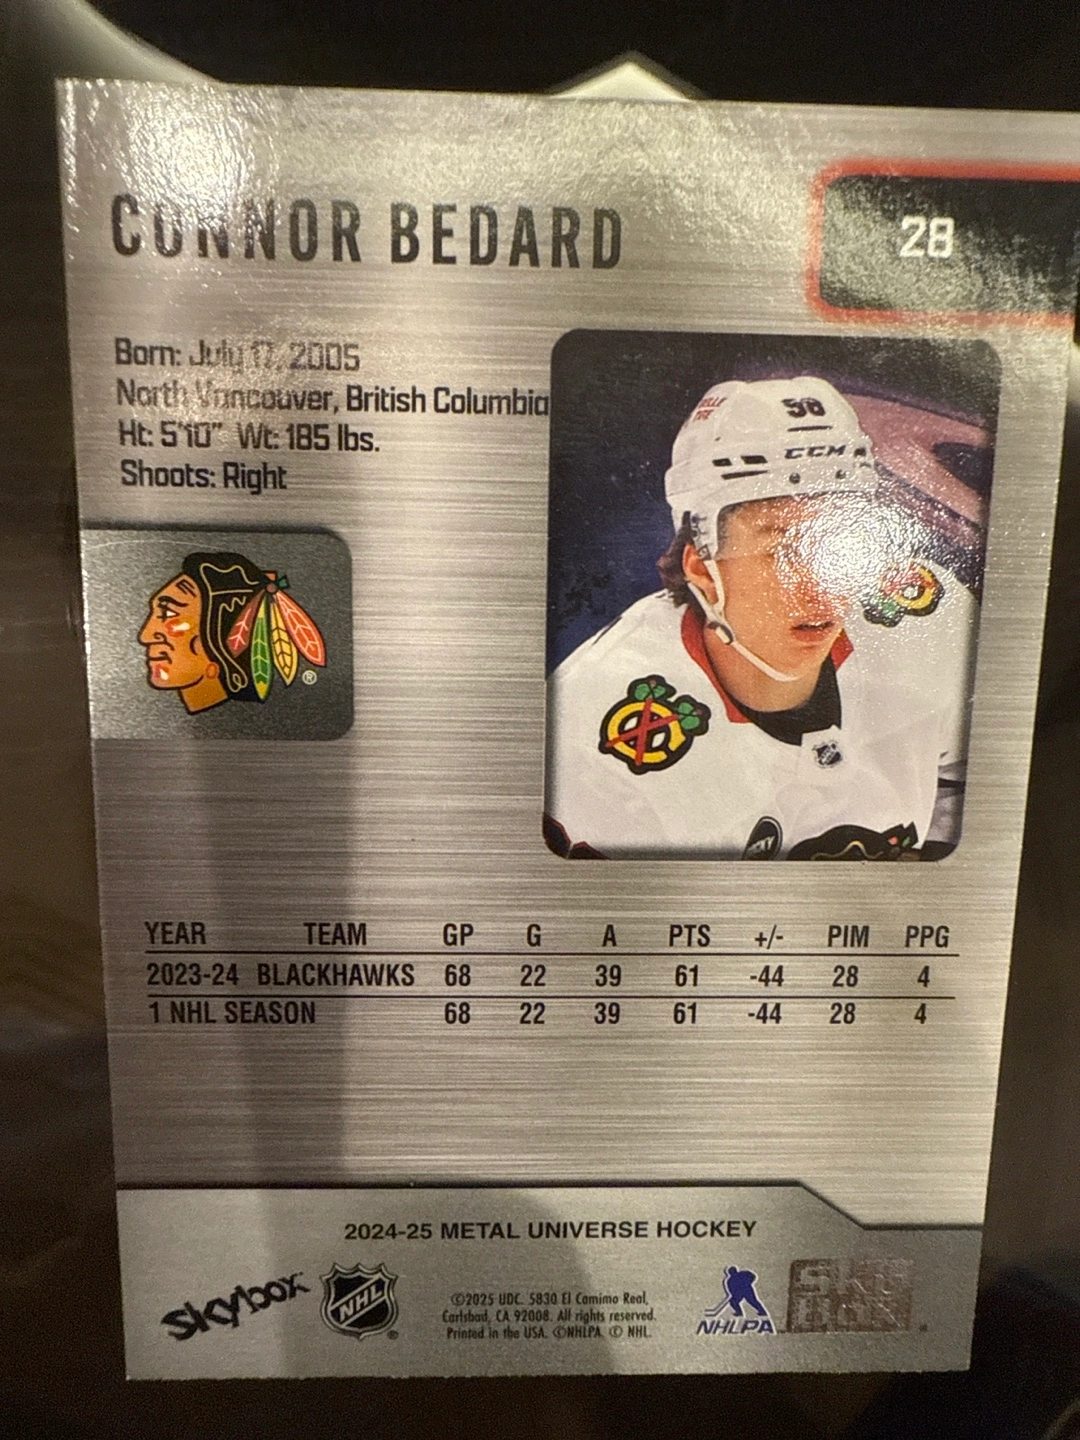 CONNOR BEDARD
28
Born: July 17, 2005
North Vancouver, British Columbia
Ht: 5'10" Wt: 185 lbs.
Shoots: Right
98
CCM
®
YEAR TEAM GP G A PTS +/- PIM PPG
2023-24 BLACKHAWKS 68 22 39 61 -44 28 4
1 NHL SEASON 68 22 39 61 -44 28 4
2024-25 METAL UNIVERSE HOCKEY
skybox
NHL ®
©2025 UDC. 5830 El Camino Real,
Carlsbad, CA 92008. All rights reserved.
Printed in the USA. ©NHLPA. © NHL.
NHLPA
SKY
BOX